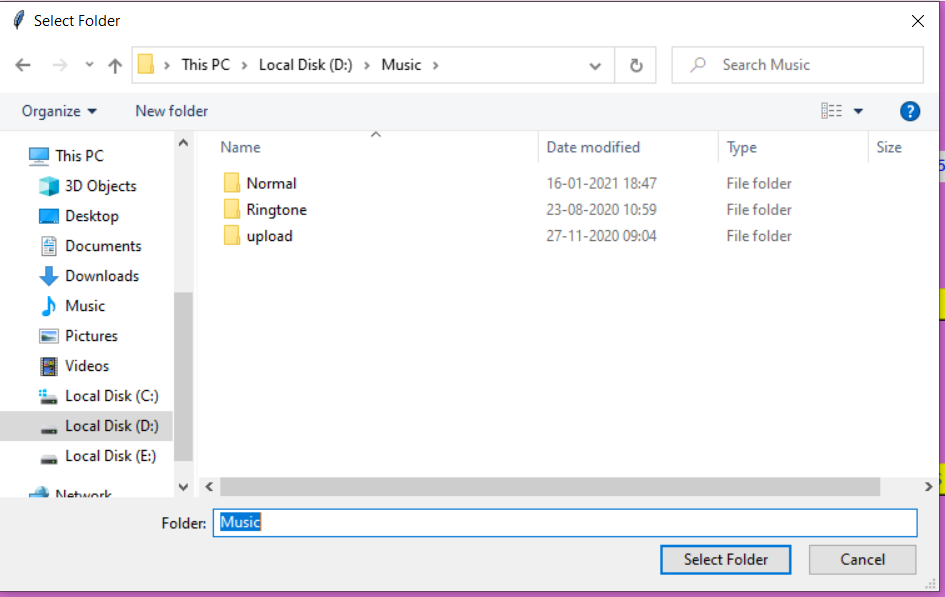 Select Folder
This PC > Local Disk (D:) > Music >
Search Music
Organize
New folder
?
Name
Date modified
Type
Size
This PC
3D Objects
Desktop
Documents
Downloads
Music
Pictures
Videos
Local Disk (C:)
Local Disk (D:)
Local Disk (E:)
Network
Normal 16-01-2021 18:47 File folder
Ringtone 23-08-2020 10:59 File folder
upload 27-11-2020 09:04 File folder
Folder: Music
Select Folder
Cancel